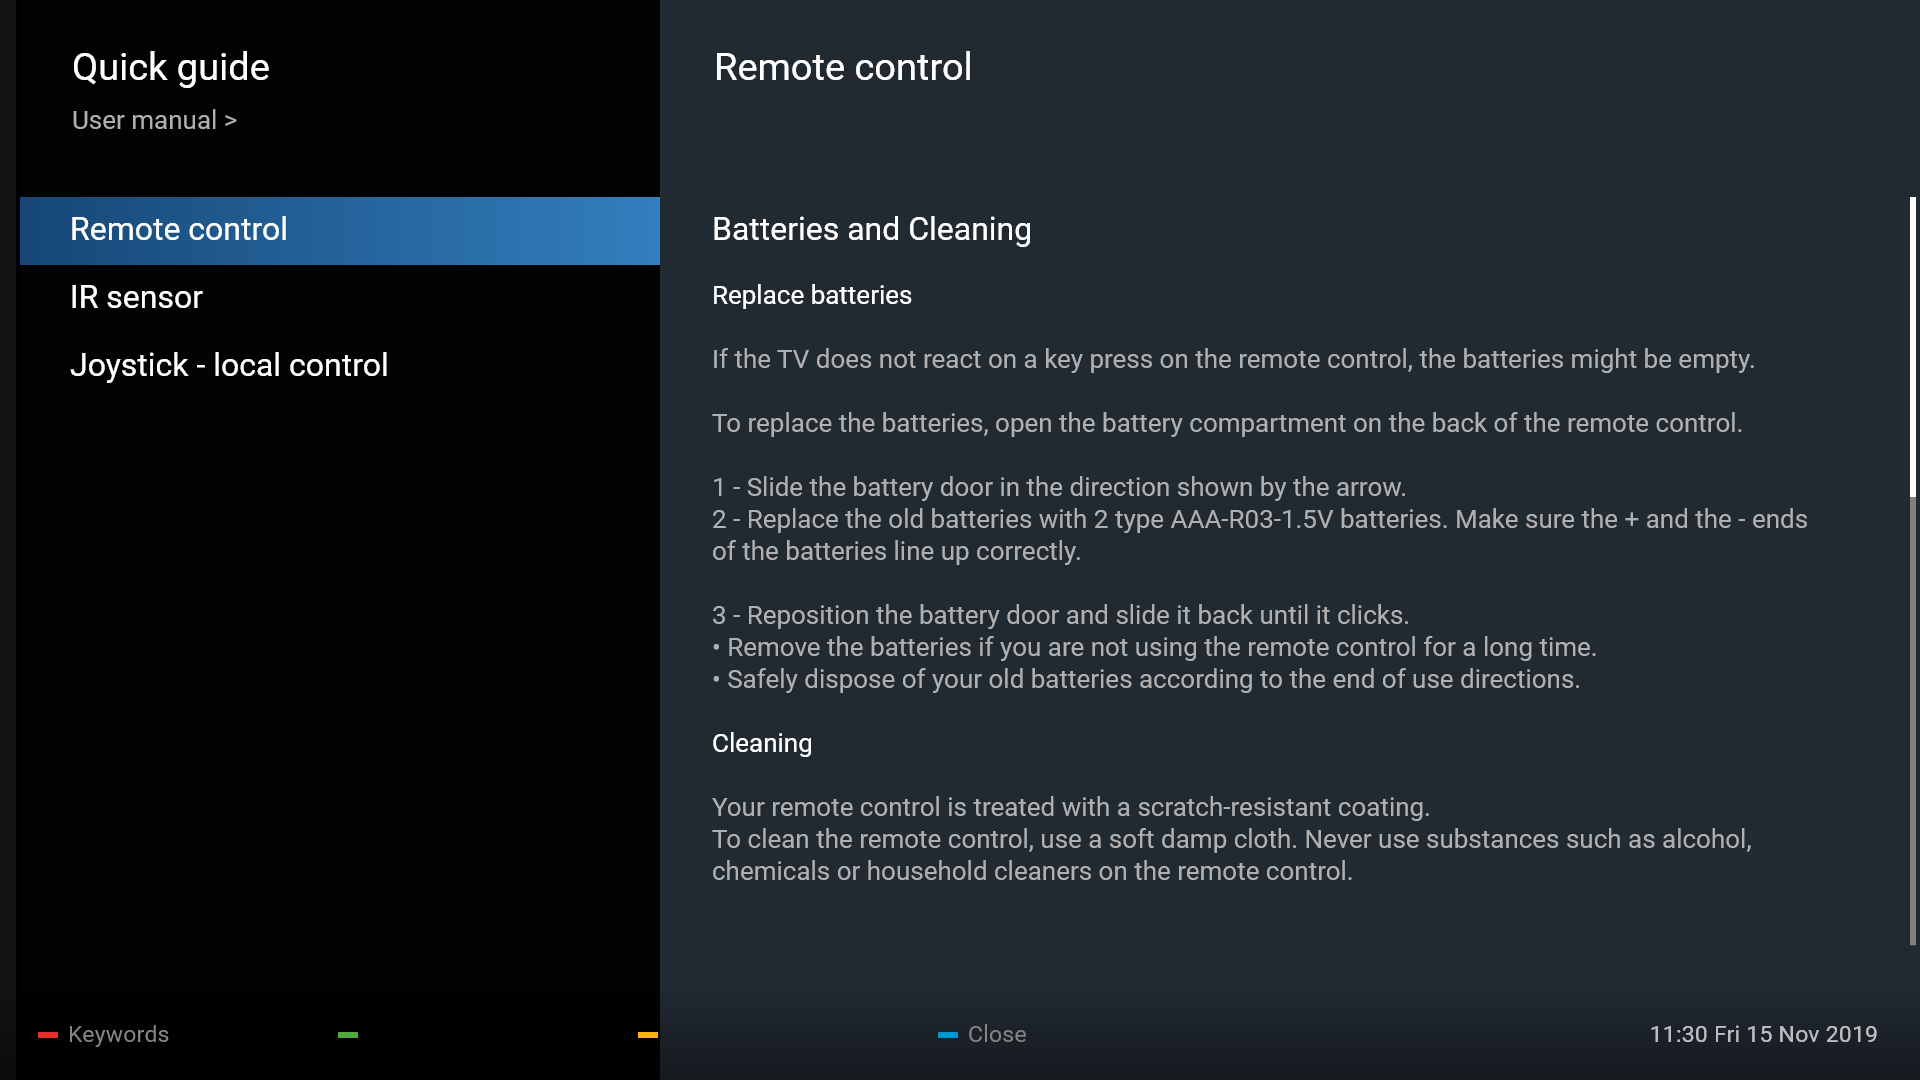 Quick guide
User manual >
Remote control
IR sensor
Joystick - local control
Remote control
Batteries and Cleaning
Replace batteries
If the TV does not react on a key press on the remote control, the batteries might be empty.
To replace the batteries, open the battery compartment on the back of the remote control.
1 - Slide the battery door in the direction shown by the arrow.
2 - Replace the old batteries with 2 type AAA-R03-1.5V batteries. Make sure the + and the - ends
of the batteries line up correctly.
3 - Reposition the battery door and slide it back until it clicks.
• Remove the batteries if you are not using the remote control for a long time.
• Safely dispose of your old batteries according to the end of use directions.
Cleaning
Your remote control is treated with a scratch-resistant coating.
To clean the remote control, use a soft damp cloth. Never use substances such as alcohol,
chemicals or household cleaners on the remote control.
Keywords
Close
11:30 Fri 15 Nov 2019